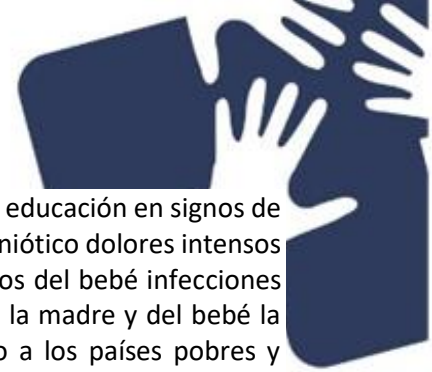 educación en signos de
niótico dolores intensos
os del bebé infecciones
la madre y del bebé la
o a los países pobres y